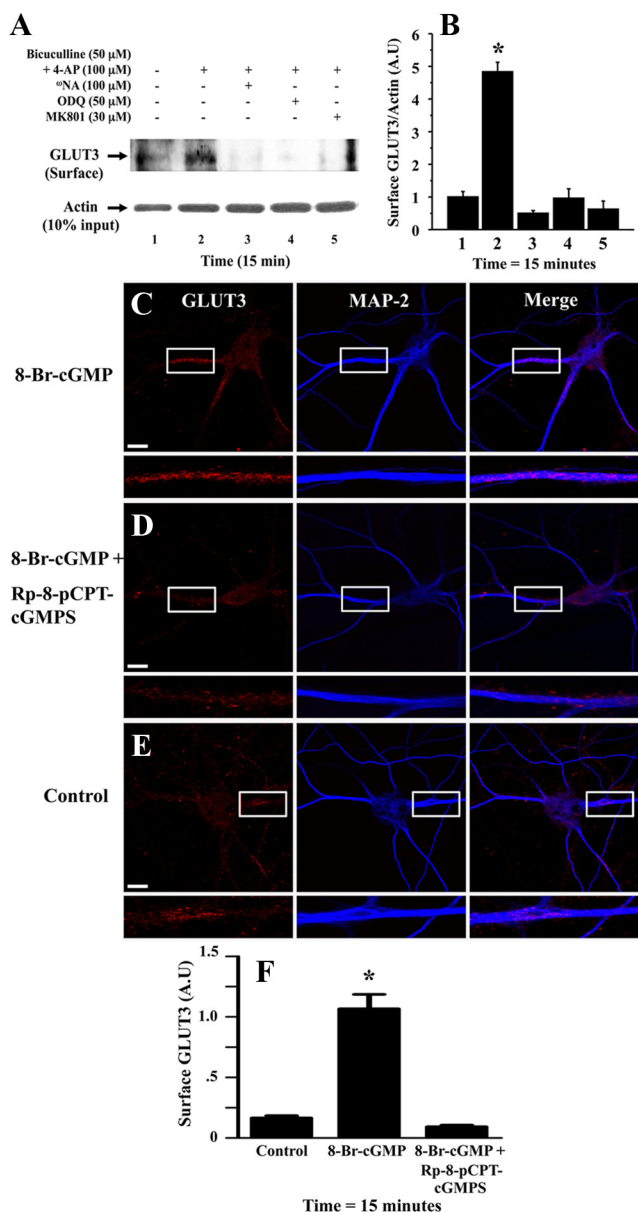 A
Bicuculline (50 μM)
+ 4-AP (100 μM) - + + + +
ωNA (100 μM) - - + - -
ODQ (50 μM) - - - + -
MK801 (30 μM) - - - - +
GLUT3
(Surface)
Actin
(10% input)
1 2 3 4 5
Time (15 min)
B
Surface GLUT3/Actin (A.U)
6
5
4
3
2
1
0
1 2 3 4 5
*
Time = 15 minutes
C
GLUT3 MAP-2 Merge
8-Br-cGMP
D
8-Br-cGMP +
Rp-8-pCPT-
cGMPS
E
Control
F
Surface GLUT3 (A.U)
1.5
1.0
.5
0
*
Control 8-Br-cGMP 8-Br-cGMP +
Rp-8-pCPT-
cGMPS
Time = 15 minutes